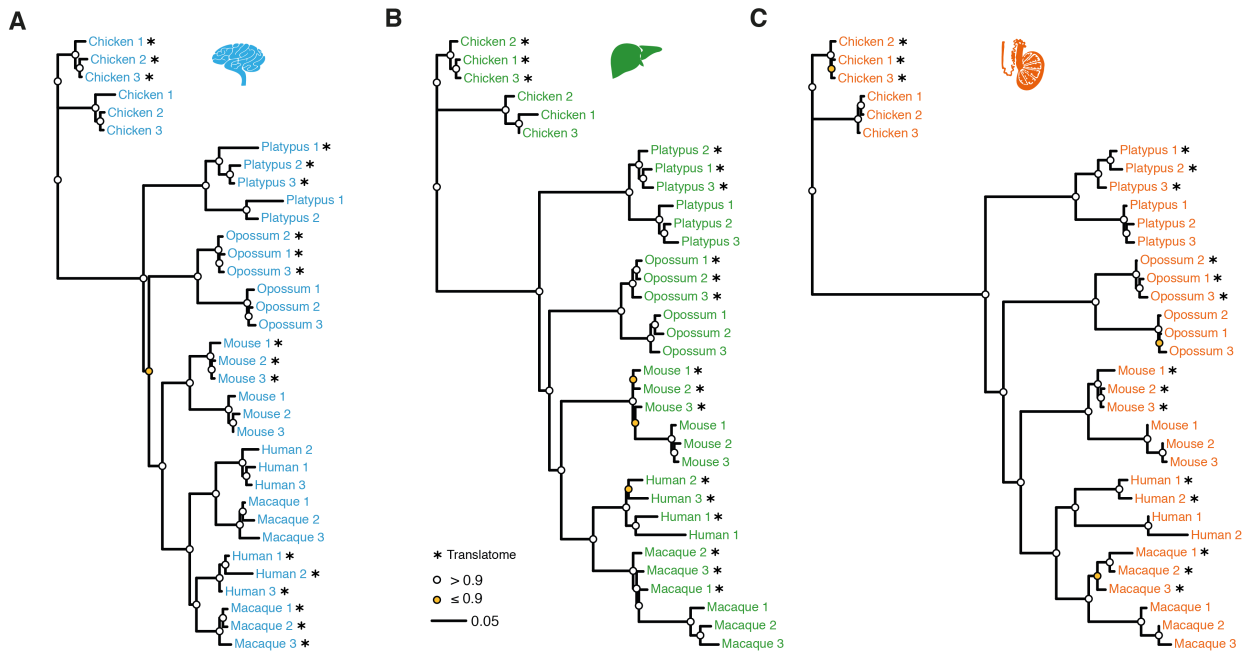 A
Chicken 1 *
Chicken 2 *
Chicken 3 *
Chicken 1
Chicken 2
Chicken 3
Platypus 1 *
Platypus 2 *
Platypus 3 *
Platypus 1
Platypus 2
Opossum 2 *
Opossum 1 *
Opossum 3 *
Opossum 1
Opossum 2
Opossum 3
Mouse 1 *
Mouse 2 *
Mouse 3 *
Mouse 1
Mouse 2
Mouse 3
Human 2
Human 1
Human 3
Macaque 1
Macaque 2
Macaque 3
Human 1 *
Human 2 *
Human 3 *
Macaque 1 *
Macaque 2 *
Macaque 3 *
B
Chicken 2 *
Chicken 1 *
Chicken 3 *
Chicken 2
Chicken 1
Chicken 3
Platypus 2 *
Platypus 1 *
Platypus 3 *
Platypus 1
Platypus 2
Platypus 3
Opossum 1 *
Opossum 2 *
Opossum 3 *
Opossum 1
Opossum 2
Opossum 3
Mouse 1 *
Mouse 2 *
Mouse 3 *
Mouse 1
Mouse 2
Mouse 3
Human 2 *
Human 3 *
Human 1 *
Human 1
Macaque 2 *
Macaque 3 *
Macaque 1 *
Macaque 1
Macaque 2
Macaque 3
* Translatome
> 0.9
≤ 0.9
0.05
C
Chicken 2 *
Chicken 1 *
Chicken 3 *
Chicken 1
Chicken 2
Chicken 3
Platypus 1 *
Platypus 2 *
Platypus 3 *
Platypus 1
Platypus 2
Platypus 3
Opossum 2 *
Opossum 1 *
Opossum 3 *
Opossum 2
Opossum 1
Opossum 3
Mouse 1 *
Mouse 2 *
Mouse 3 *
Mouse 1
Mouse 2
Mouse 3
Human 1 *
Human 2 *
Human 1
Human 2
Macaque 1 *
Macaque 2 *
Macaque 3 *
Macaque 1
Macaque 2
Macaque 3